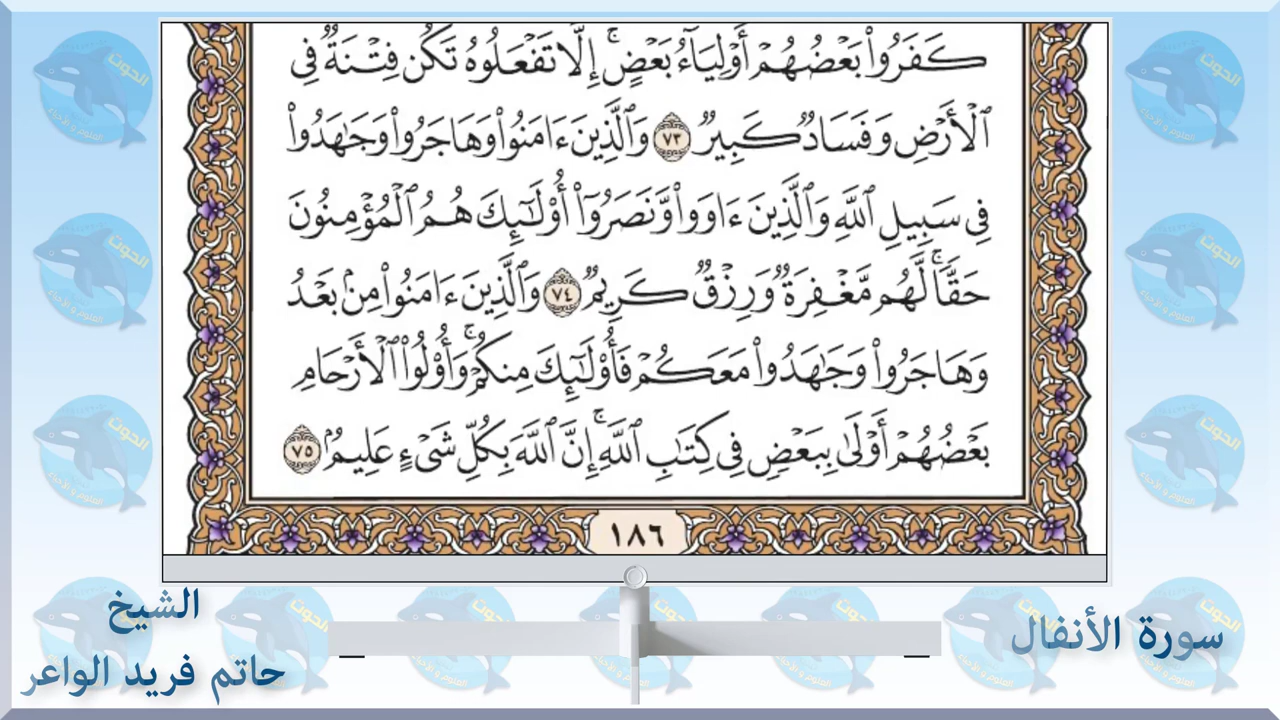 كَفَرُوا۟ بَعْضُهُمْ أَوْلِيَآءُ بَعْضٍ ۚ إِلَّا تَفْعَلُوهُ تَكُن فِتْنَةٌ فِى
ٱلْأَرْضِ وَفَسَادٌ كَبِيرٌ ٧٣ وَٱلَّذِينَ ءَامَنُوا۟ وَهَاجَرُوا۟ وَجَٰهَدُوا۟
فِى سَبِيلِ ٱللَّهِ وَٱلَّذِينَ ءَاوَوا۟ وَّنَصَرُوٓا۟ أُو۟لَٰٓئِكَ هُمُ ٱلْمُؤْمِنُونَ
حَقًّا ۚ لَّهُم مَّغْفِرَةٌ وَرِزْقٌ كَرِيمٌ ٧٤ وَٱلَّذِينَ ءَامَنُوا۟ مِنۢ بَعْدُ
وَهَاجَرُوا۟ وَجَٰهَدُوا۟ مَعَكُمْ فَأُو۟لَٰٓئِكَ مِنكُمْ ۚ وَأُو۟لُوا۟ ٱلْأَرْحَامِ
بَعْضُهُمْ أَوْلَىٰ بِبَعْضٍ فِى كِتَٰبِ ٱللَّهِ ۚ إِنَّ ٱللَّهَ بِكُلِّ شَىْءٍ عَلِيمٌۢ ٧٥
١٨٦
سورة الأنفال
الشيخ
حاتم فريد الواعر
الحوت